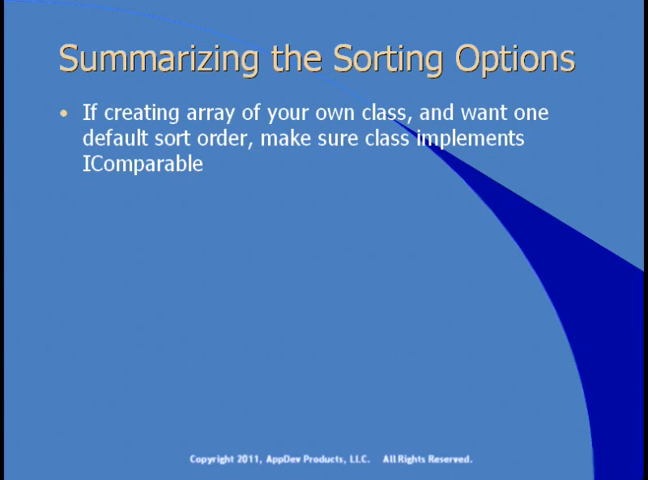 Summarizing the Sorting Options
• If creating array of your own class, and want one
default sort order, make sure class implements
IComparable
Copyright 2011, AppDev Products, LLC. All Rights Reserved.